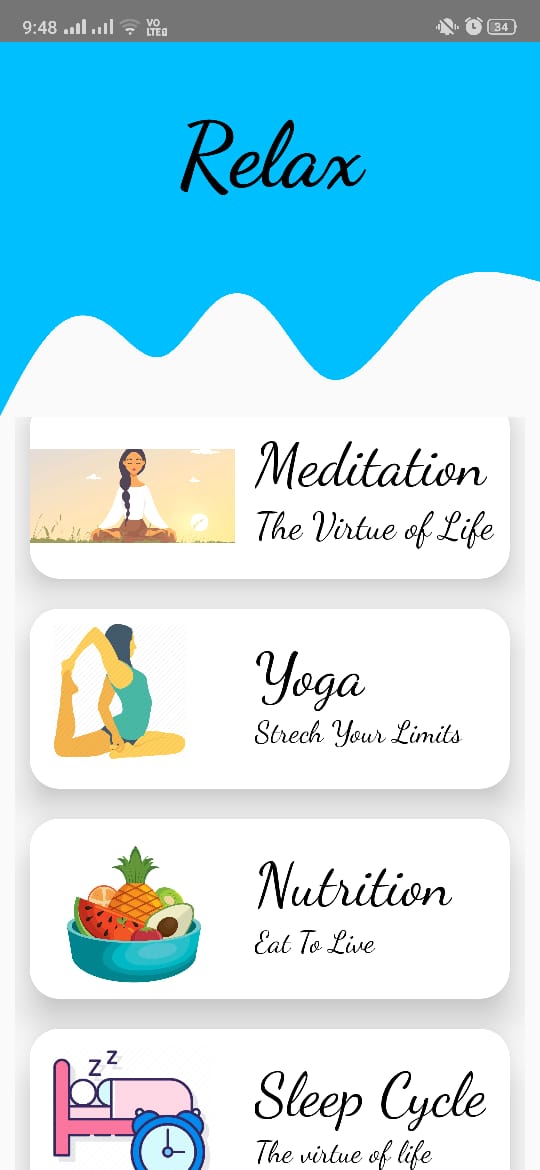 9:48 VO LTE 34
Relax
Meditation
The Virtue of Life
Yoga
Strech Your Limits
Nutrition
Eat To Live
Z Z
Sleep Cycle
The virtue of life